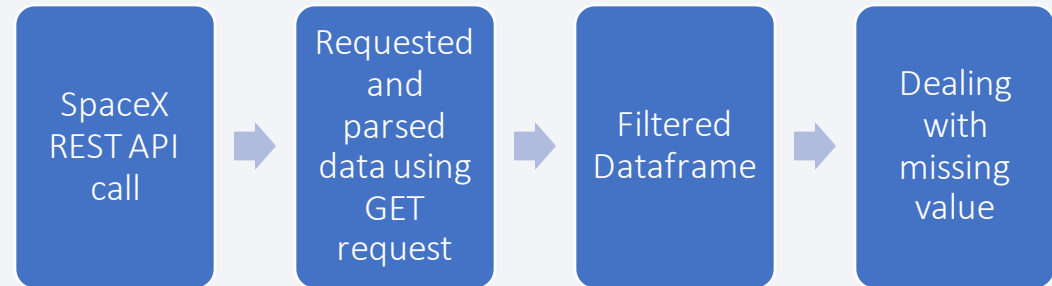 SpaceX
REST API
call
Requested
and
parsed
data using
GET
request
Filtered
Dataframe
Dealing
with
missing
value